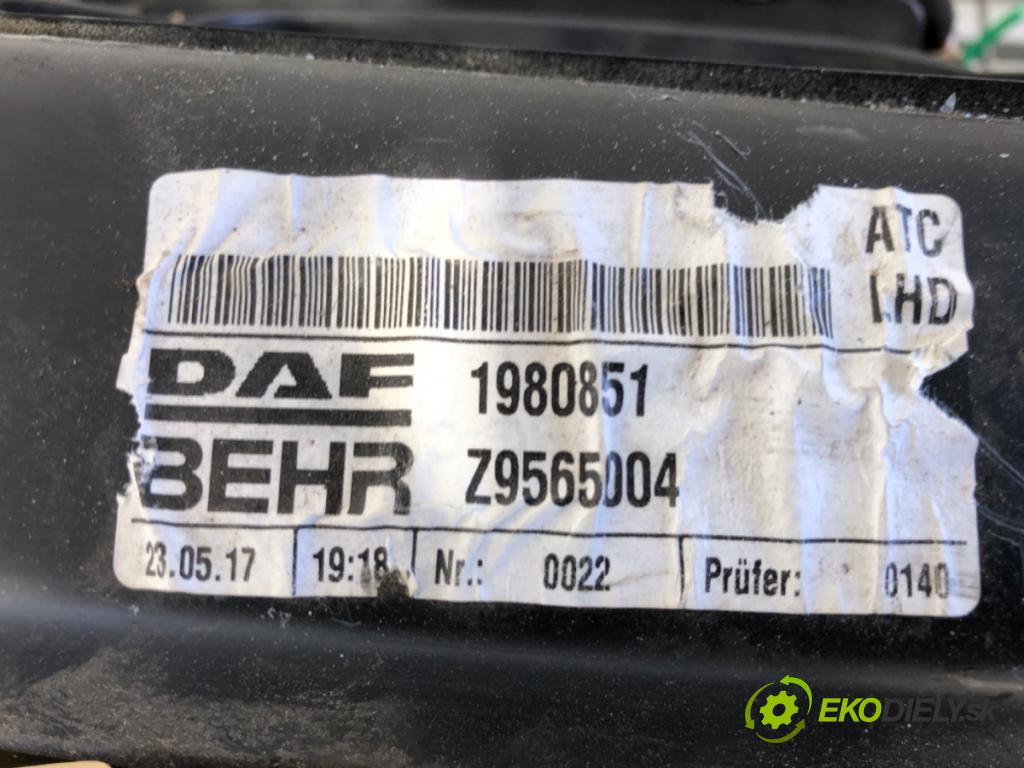 ATC
LHD
DAF 1980851
BEHR Z9565004
23.05.17 19:18 Nr.: 0022 Prüfer: 0140
EKODIELY.sk